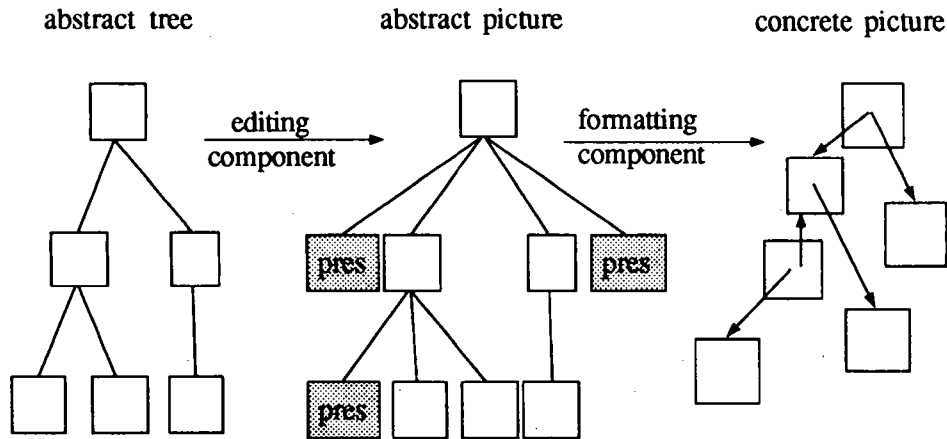 abstract tree
abstract picture
concrete picture
editing
component
formatting
component
pres
pres
pres